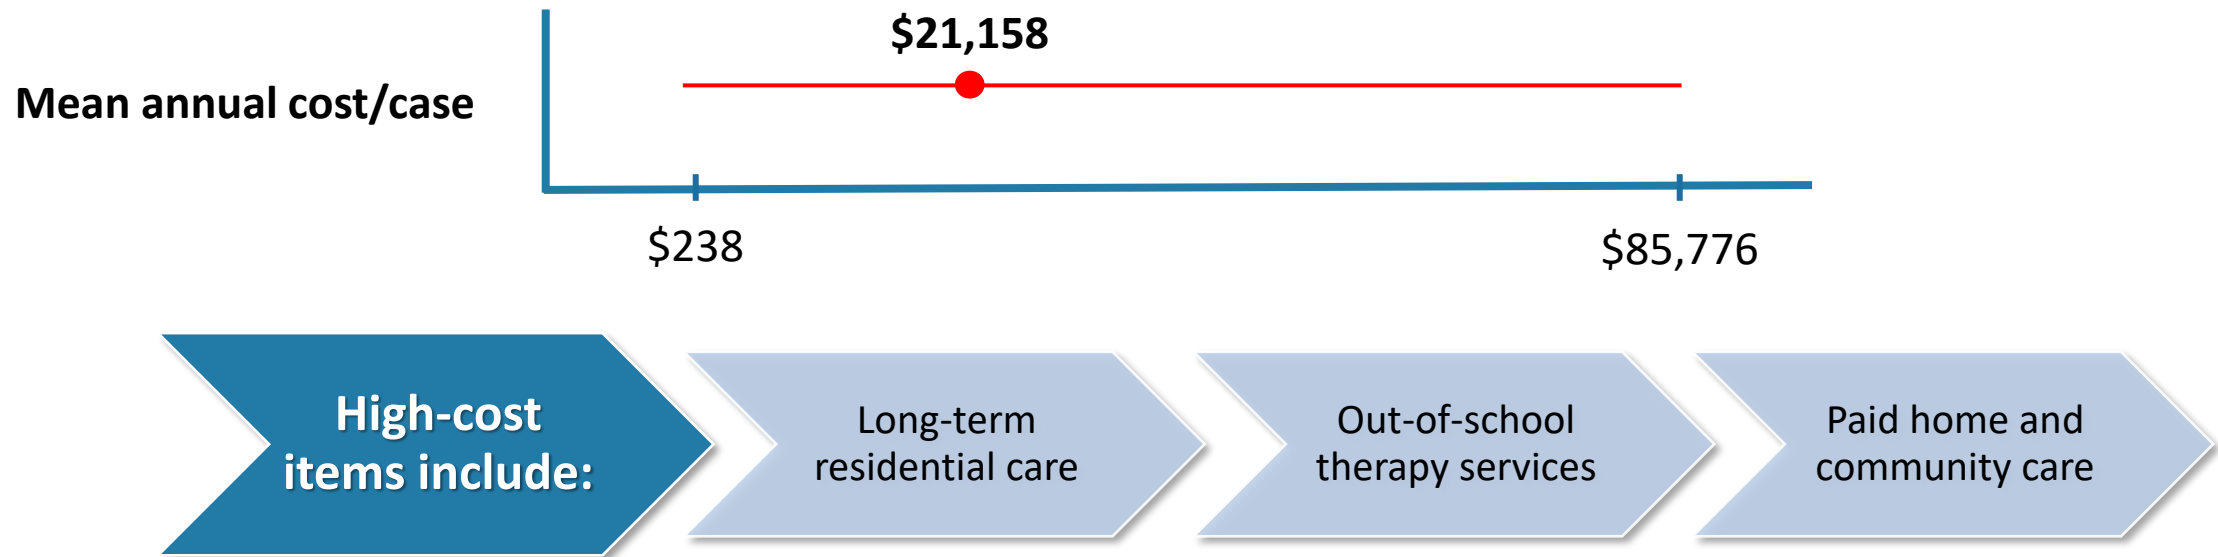 $21,158
Mean annual cost/case
$238
$85,776
High-cost
items include:
Long-term
residential care
Out-of-school
therapy services
Paid home and
community care